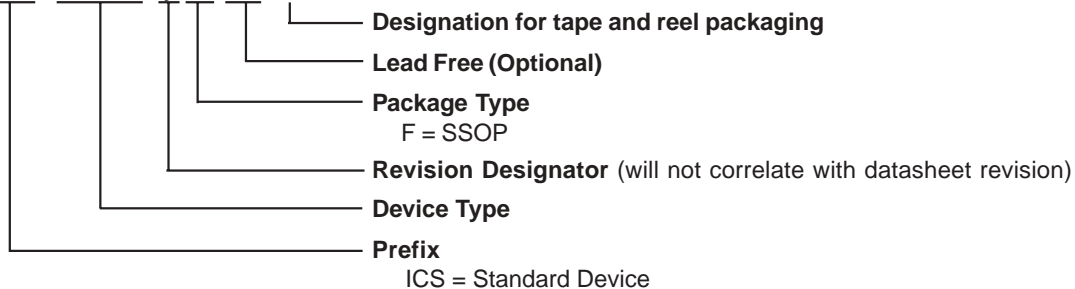 Designation for tape and reel packaging
Lead Free (Optional)
Package Type
F = SSOP
Revision Designator (will not correlate with datasheet revision)
Device Type
Prefix
ICS = Standard Device